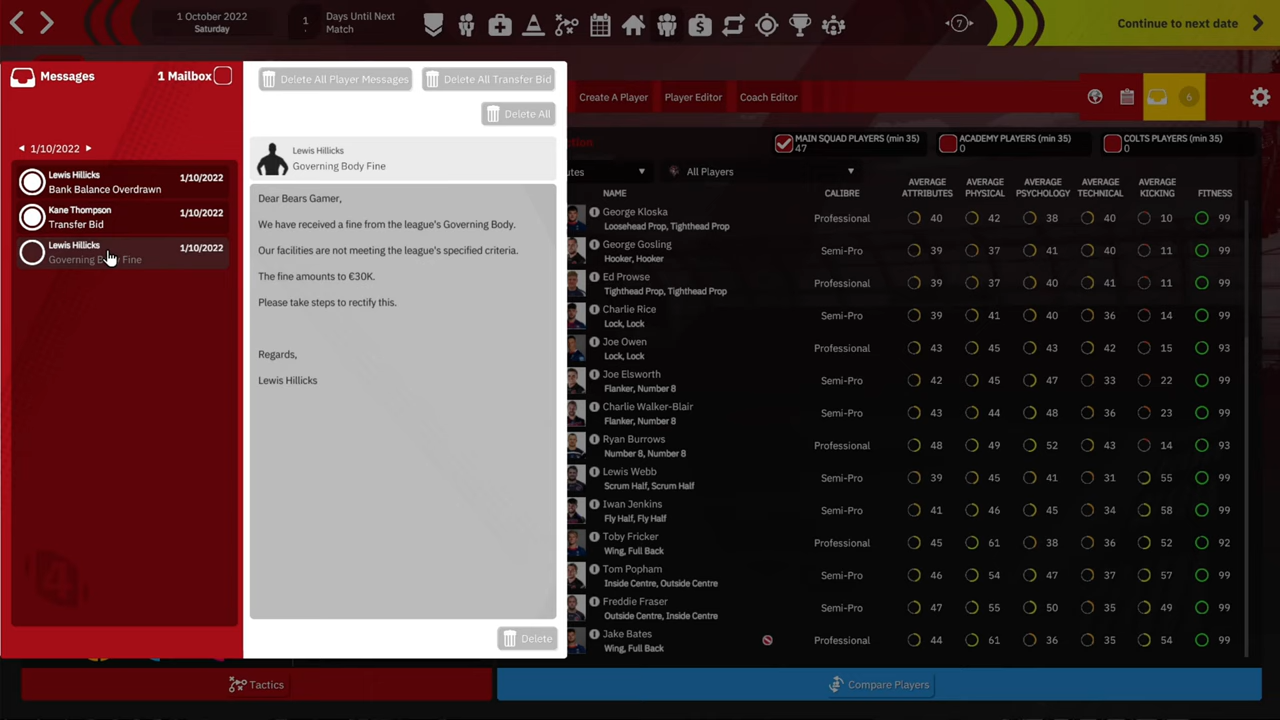 1 October 2022
Saturday
1
Days Until Next
Match
7
Continue to next date
Messages
1 Mailbox
Delete All Player Messages
Delete All Transfer Bid
Delete All
1/10/2022
Lewis Hillicks
1/10/2022
Bank Balance Overdrawn
Kane Thompson
1/10/2022
Transfer Bid
Lewis Hillicks
1/10/2022
Governing Body Fine
Lewis Hillicks
Governing Body Fine
Dear Bears Gamer,
We have received a fine from the league's Governing Body.
Our facilities are not meeting the league's specified criteria.
The fine amounts to €30K.
Please take steps to rectify this.
Regards,
Lewis Hillicks
Delete
Create A Player
Player Editor
Coach Editor
6
MAIN SQUAD PLAYERS (min 35)
47
ACADEMY PLAYERS (min 35)
0
COLTS PLAYERS (min 35)
0
All Players
NAME
CALIBRE
AVERAGE ATTRIBUTES
AVERAGE PHYSICAL
AVERAGE PSYCHOLOGY
AVERAGE TECHNICAL
AVERAGE KICKING
FITNESS
George Kloska
Loosehead Prop, Tighthead Prop
Professional 40 42 38 40 10 99
George Gosling
Hooker, Hooker
Semi-Pro 39 37 41 40 11 99
Ed Prowse
Tighthead Prop, Tighthead Prop
Professional 39 37 40 41 11 99
Charlie Rice
Lock, Lock
Semi-Pro 39 41 40 36 14 99
Joe Owen
Lock, Lock
Professional 43 45 43 42 15 93
Joe Elsworth
Flanker, Number 8
Semi-Pro 42 45 47 33 22 99
Charlie Walker-Blair
Flanker, Number 8
Semi-Pro 43 44 48 36 23 99
Ryan Burrows
Number 8, Number 8
Professional 48 49 52 43 14 93
Lewis Webb
Scrum Half, Scrum Half
Semi-Pro 39 45 41 31 55 99
Iwan Jenkins
Fly Half, Fly Half
Semi-Pro 41 46 45 34 58 99
Toby Fricker
Wing, Full Back
Professional 45 61 38 36 52 92
Tom Popham
Inside Centre, Outside Centre
Semi-Pro 46 54 47 37 57 99
Freddie Fraser
Outside Centre, Inside Centre
Semi-Pro 47 55 50 35 49 99
Jake Bates
Wing, Full Back
Professional 44 61 36 35 54 99
Tactics
Compare Players